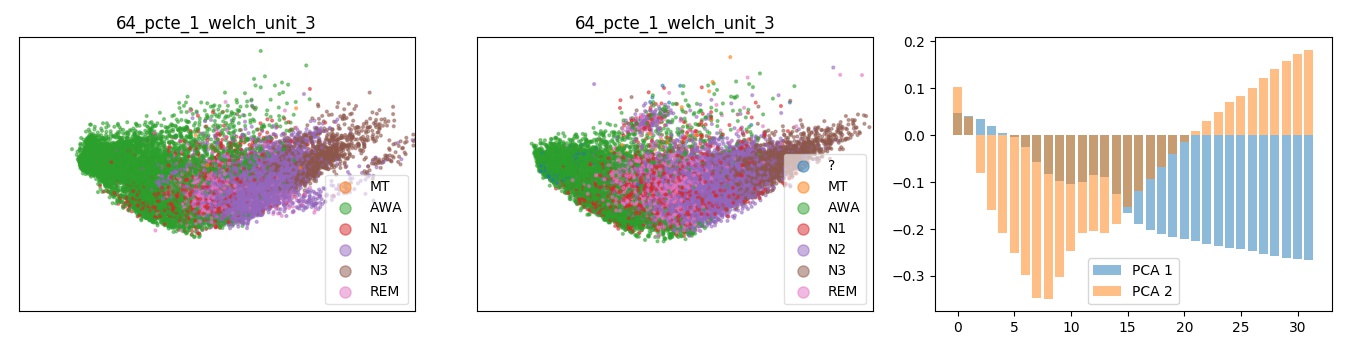 64_pcte_1_welch_unit_3
MT
AWA
N1
N2
N3
REM
64_pcte_1_welch_unit_3
?
MT
AWA
N1
N2
N3
REM
0.2
0.1
0.0
−0.1
−0.2
−0.3
0 5 10 15 20 25 30
PCA 1
PCA 2